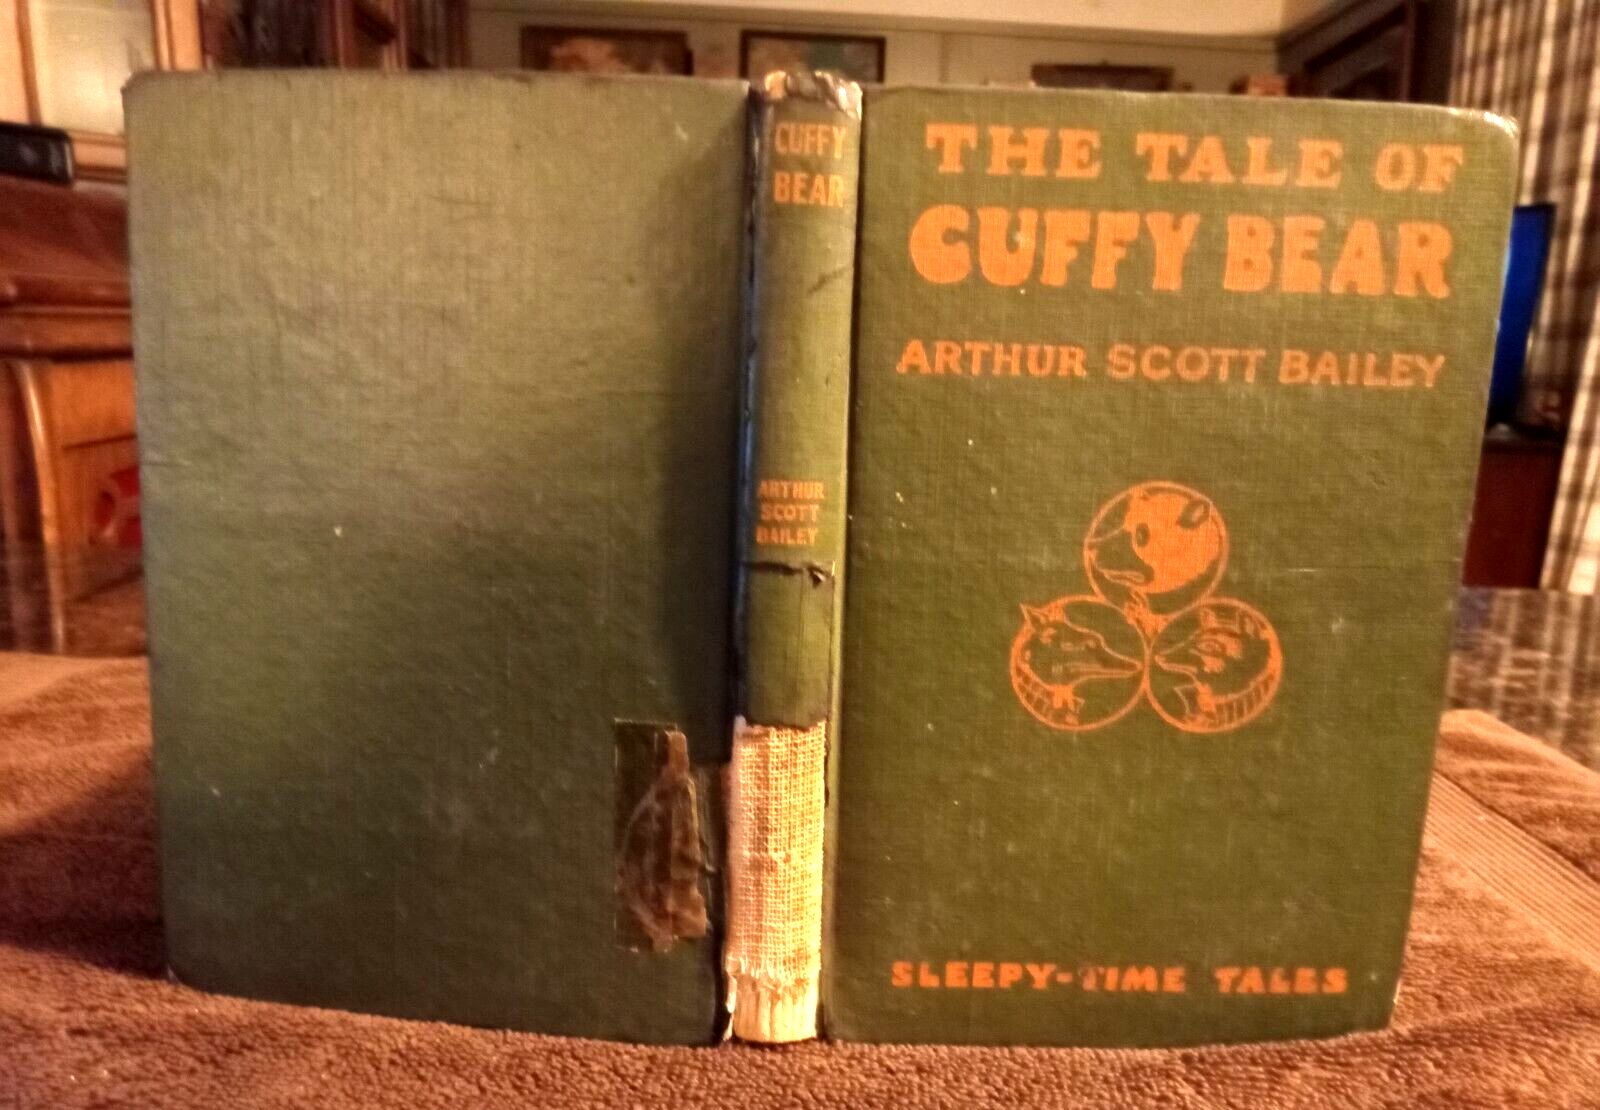 CUFFY
BEAR
ARTHUR
SCOTT
BAILEY
THE TALE OF
CUFFY BEAR
ARTHUR SCOTT BAILEY
SLEEPY-TIME TALES